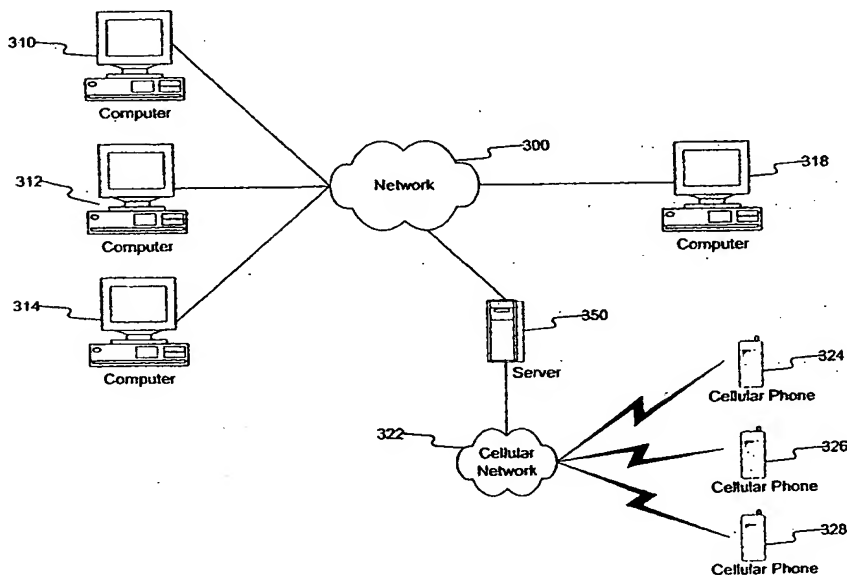 310
Computer
300
318
Network
312
Computer
Computer
314
350
Computer
Server
324
Cellular Phone
322
Cellular
Network
326
Cellular Phone
328
Cellular Phone